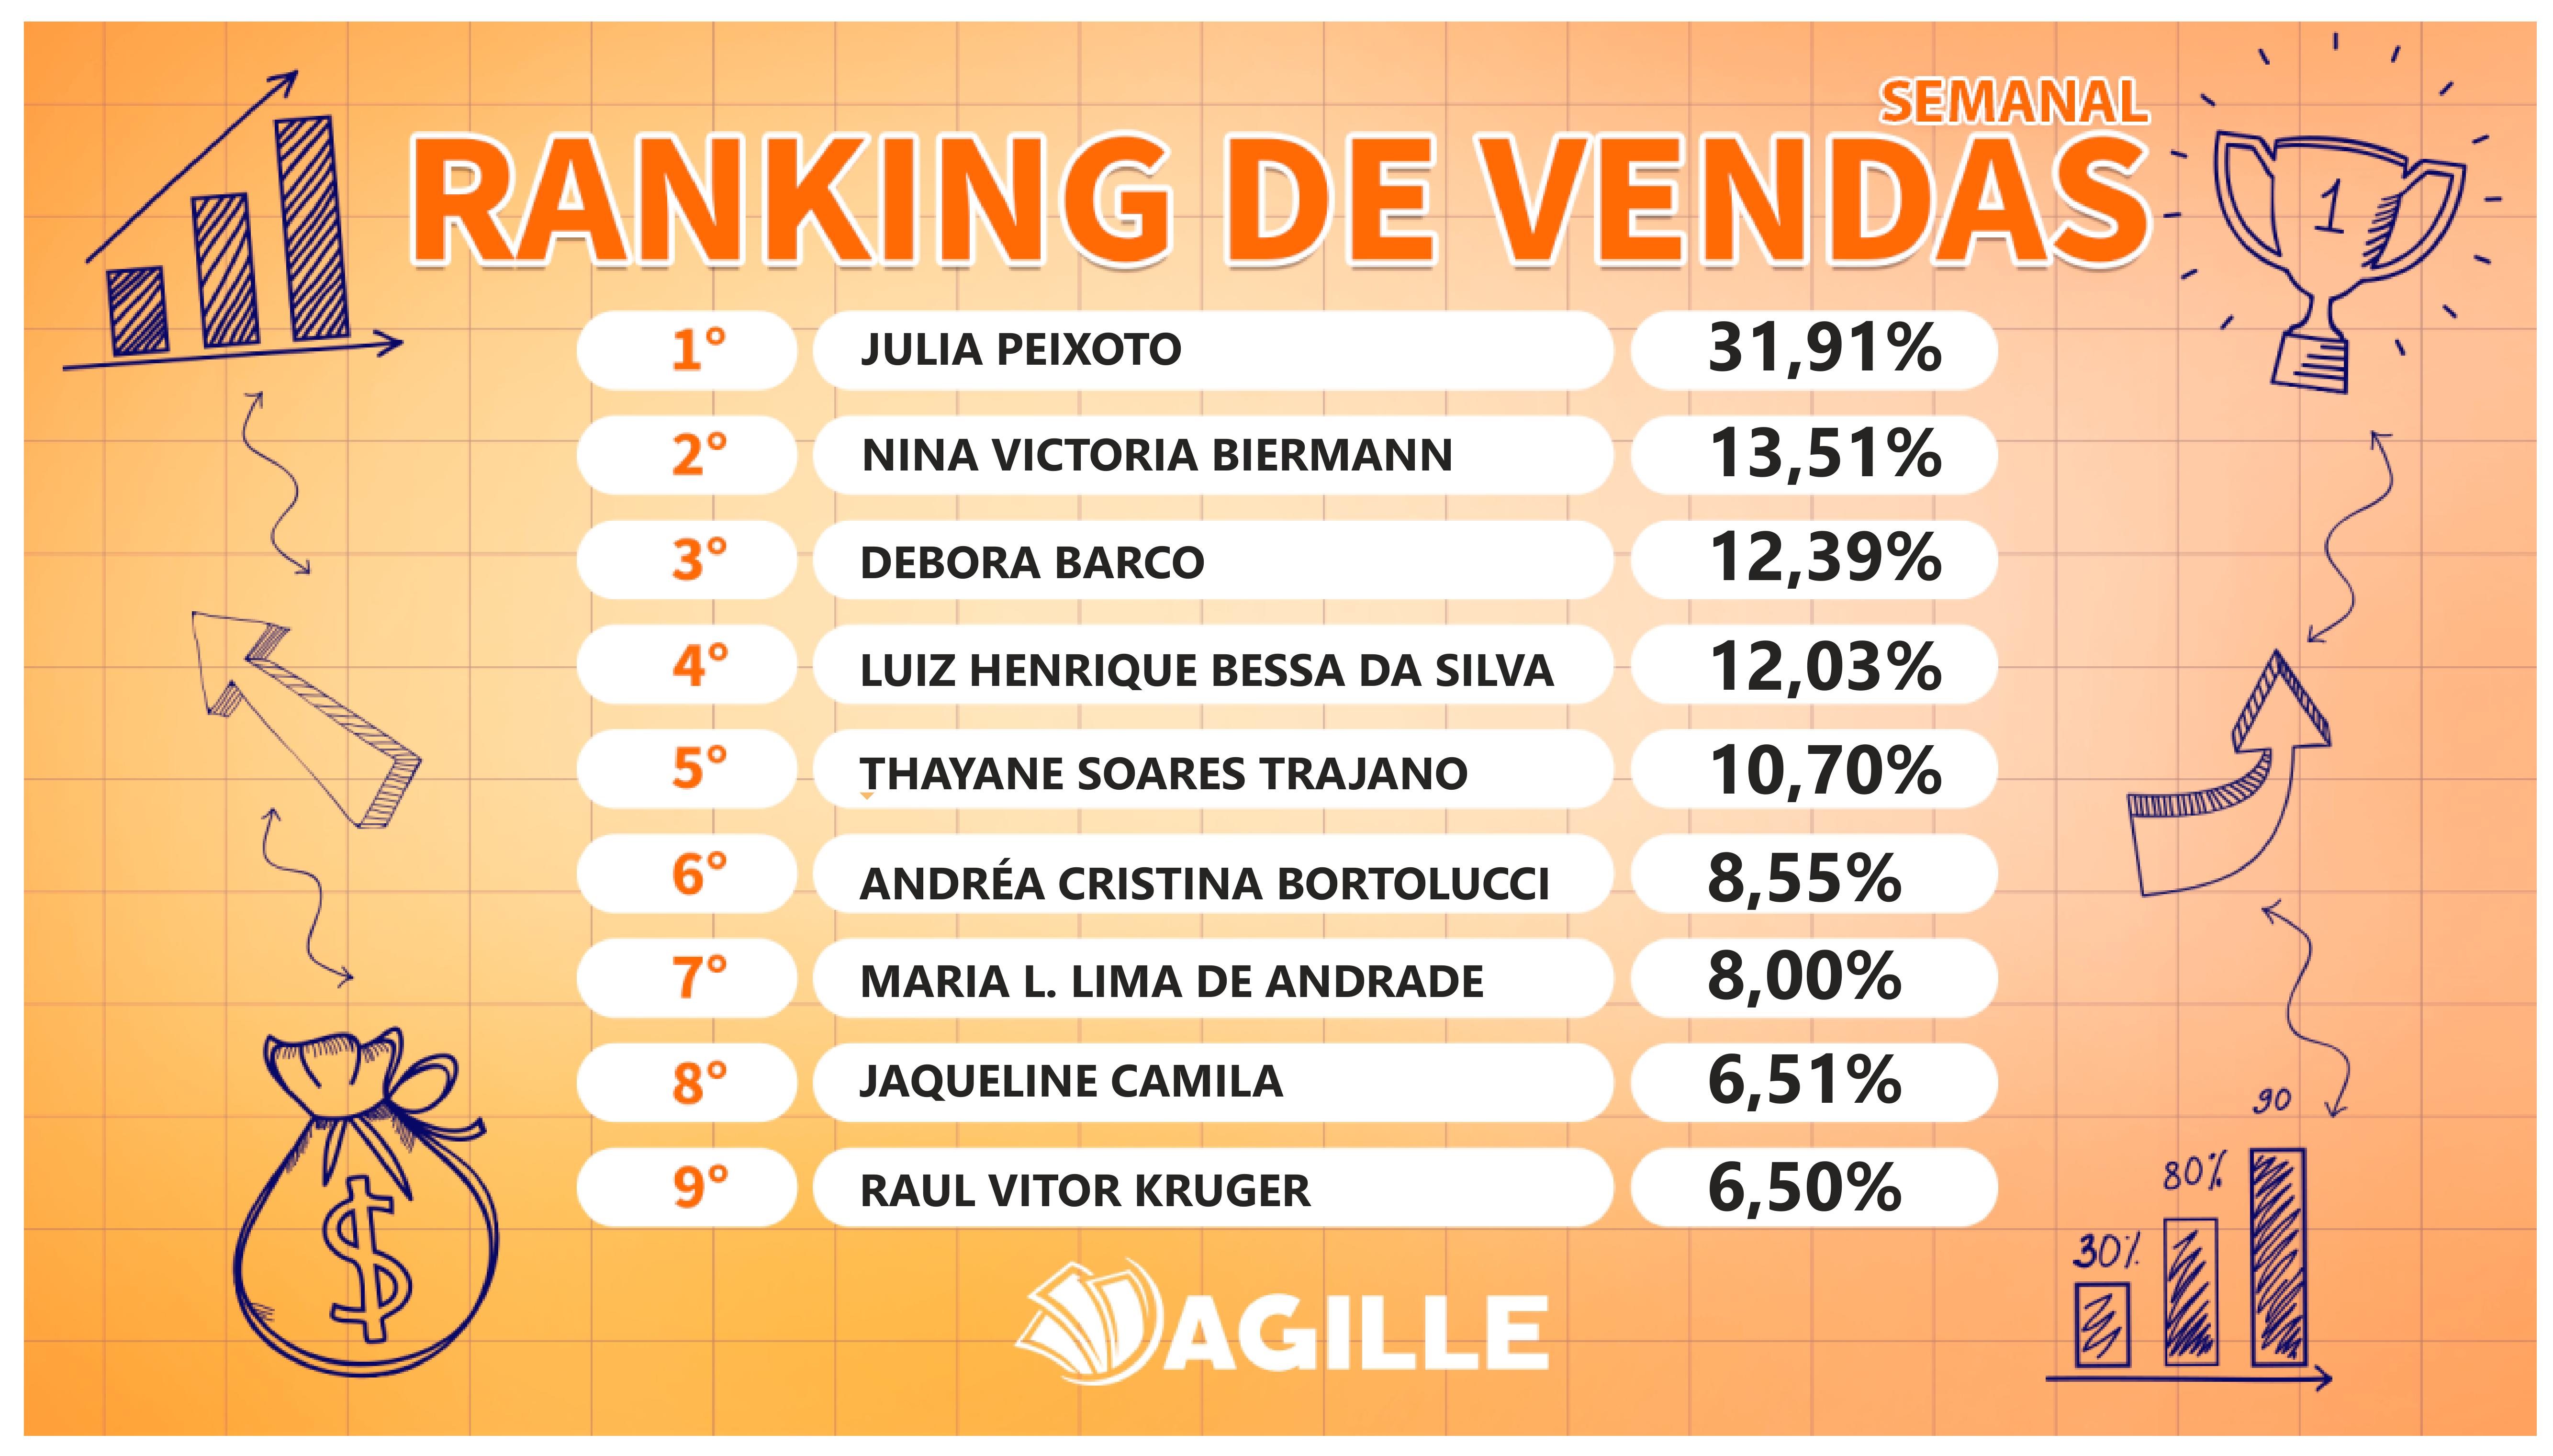 SEMANAL
RANKING DE VENDAS
1
1° JULIA PEIXOTO 31,91%
2° NINA VICTORIA BIERMANN 13,51%
3° DEBORA BARCO 12,39%
4° LUIZ HENRIQUE BESSA DA SILVA 12,03%
5° THAYANE SOARES TRAJANO 10,70%
6° ANDRÉA CRISTINA BORTOLUCCI 8,55%
7° MARIA L. LIMA DE ANDRADE 8,00%
8° JAQUELINE CAMILA 6,51%
9° RAUL VITOR KRUGER 6,50%
$
90
80%
30%
AGILLE